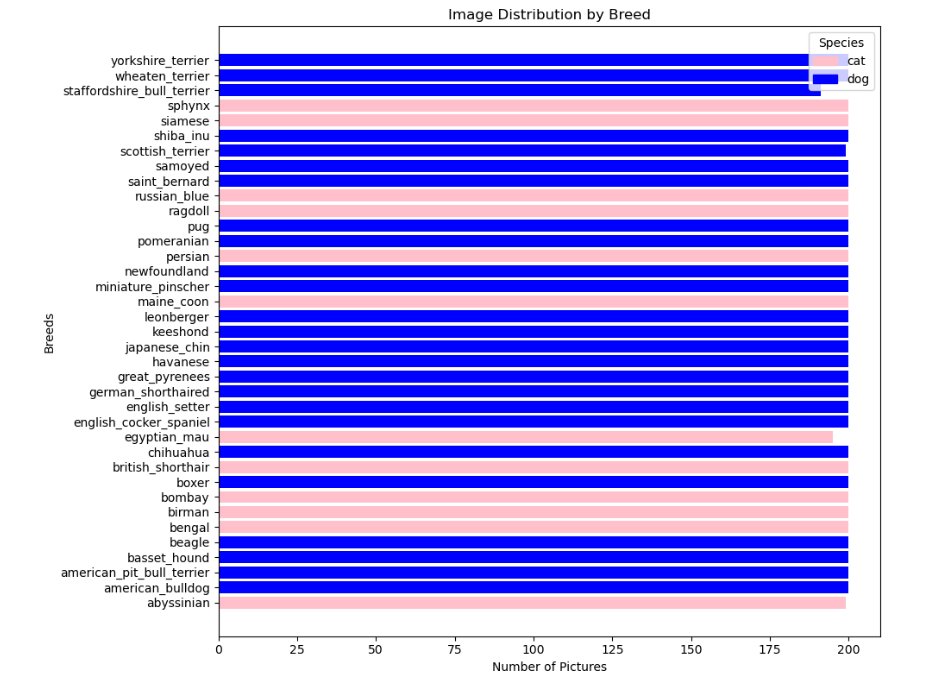 Image Distribution by Breed
Species
cat
dog
yorkshire_terrier
wheaten_terrier
staffordshire_bull_terrier
sphynx
siamese
shiba_inu
scottish_terrier
samoyed
saint_bernard
russian_blue
ragdoll
pug
pomeranian
persian
newfoundland
miniature_pinscher
maine_coon
leonberger
keeshond
japanese_chin
havanese
great_pyrenees
german_shorthaired
english_setter
english_cocker_spaniel
egyptian_mau
chihuahua
british_shorthair
boxer
bombay
birman
bengal
beagle
basset_hound
american_pit_bull_terrier
american_bulldog
abyssinian
Breeds
0 25 50 75 100 125 150 175 200
Number of Pictures